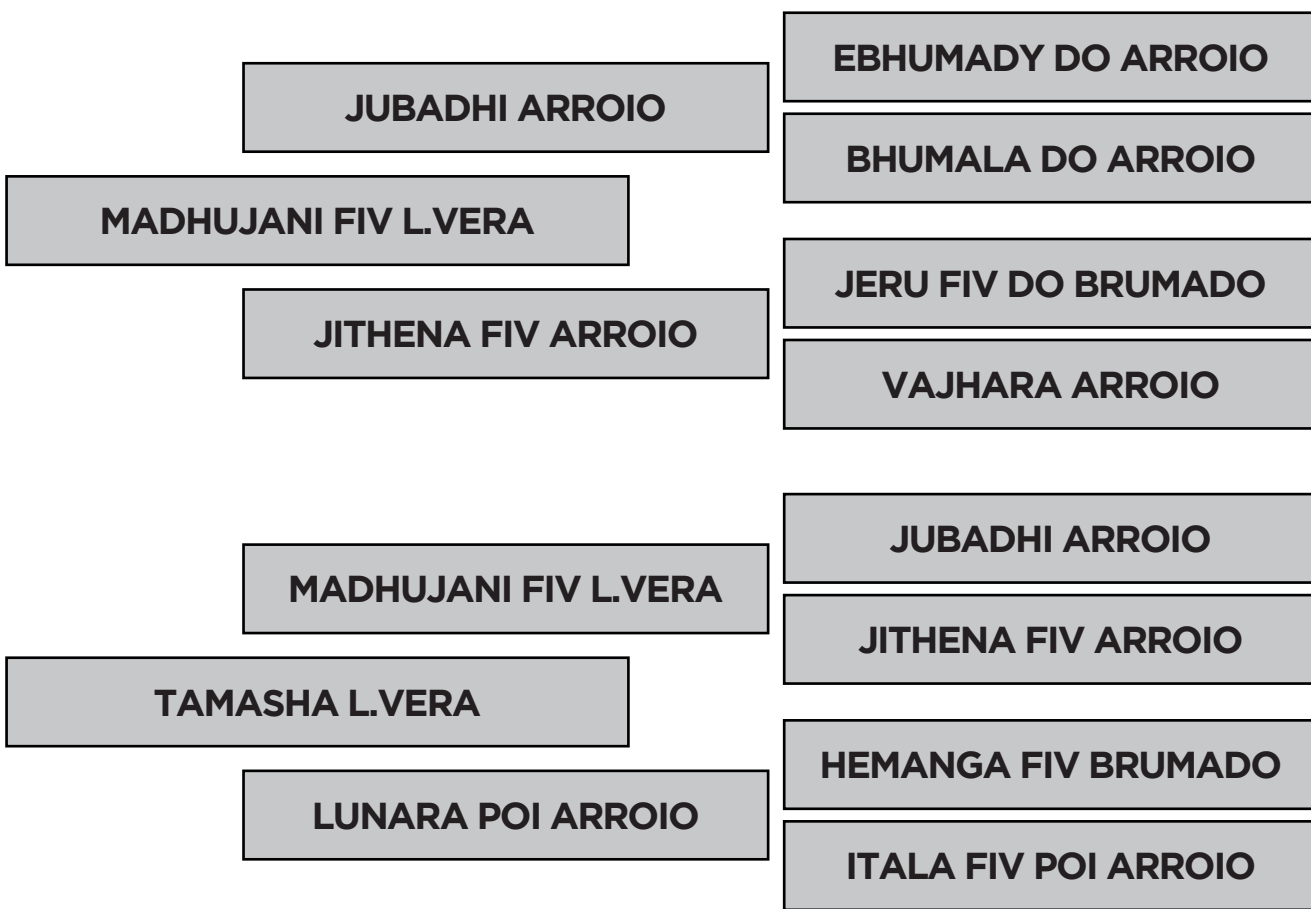 EBHUMADY DO ARROIO
JUBADHI ARROIO
BHUMALA DO ARROIO
MADHUJANI FIV L.VERA
JERU FIV DO BRUMADO
JITHENA FIV ARROIO
VAJHARA ARROIO
JUBADHI ARROIO
MADHUJANI FIV L.VERA
JITHENA FIV ARROIO
TAMASHA L.VERA
HEMANGA FIV BRUMADO
LUNARA POI ARROIO
ITALA FIV POI ARROIO